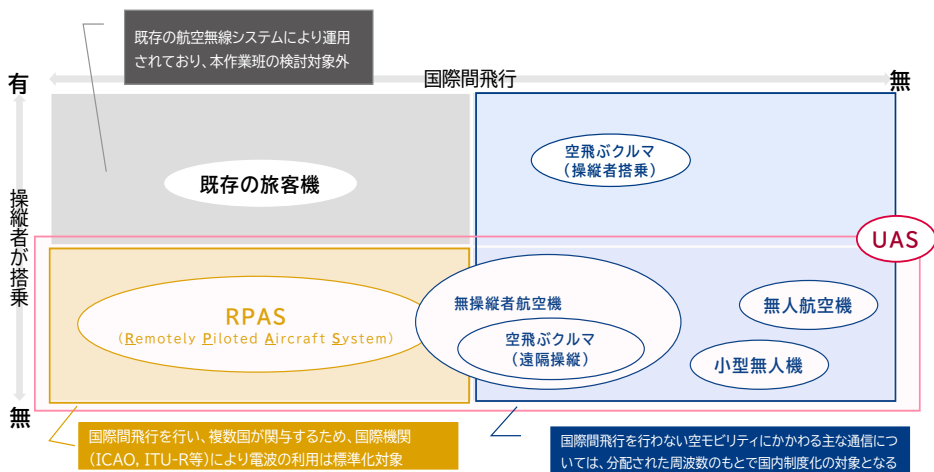 既存の航空無線システムにより運用
されており、本作業班の検討対象外
国際間飛行
有
無
既存の旅客機
空飛ぶクルマ
（操縦者搭乗）
操縦者が搭乗
UAS
RPAS
（Remotely Piloted Aircraft System）
無操縦者航空機
空飛ぶクルマ
（遠隔操縦）
無人航空機
小型無人機
無
国際間飛行を行い、複数国が関与するため、国際機関
（ICAO, ITU-R等）により電波の利用は標準化対象
国際間飛行を行わない空モビリティにかかわる主な通信につ
いては、分配された周波数のもとで国内制度化の対象となる